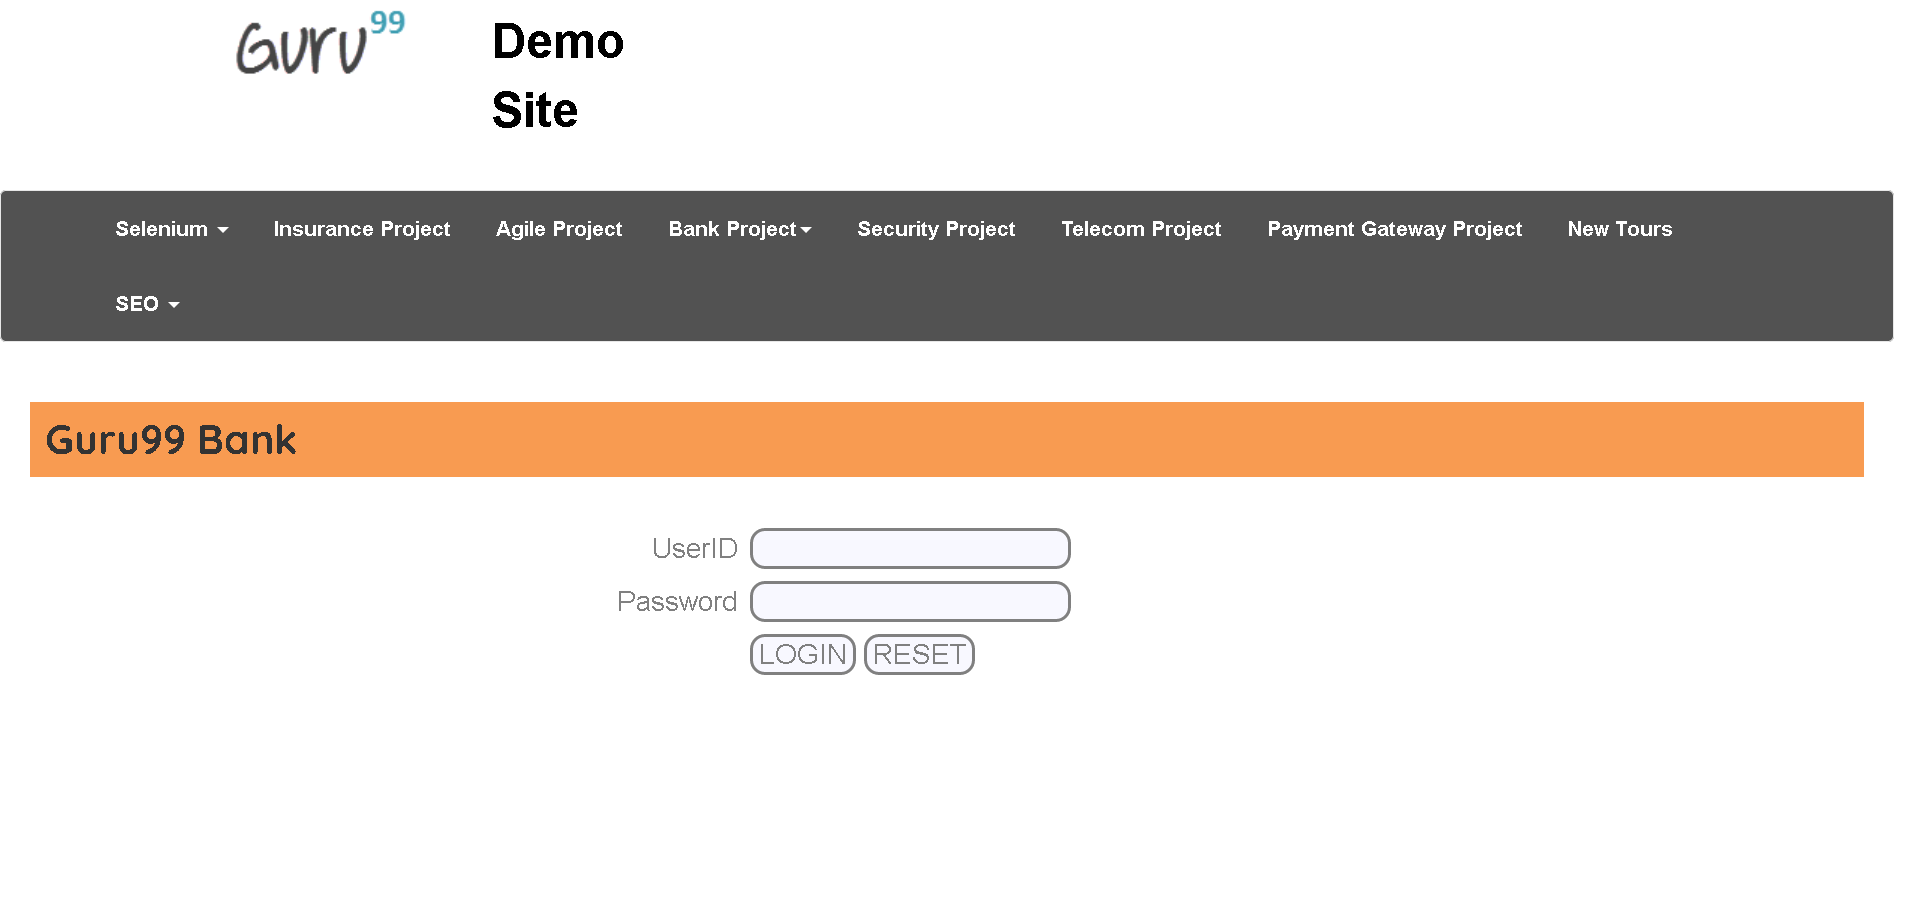 Guru99
Demo
Site
Selenium Insurance Project Agile Project Bank Project Security Project Telecom Project Payment Gateway Project New Tours
SEO
Guru99 Bank
UserID
Password
LOGIN RESET